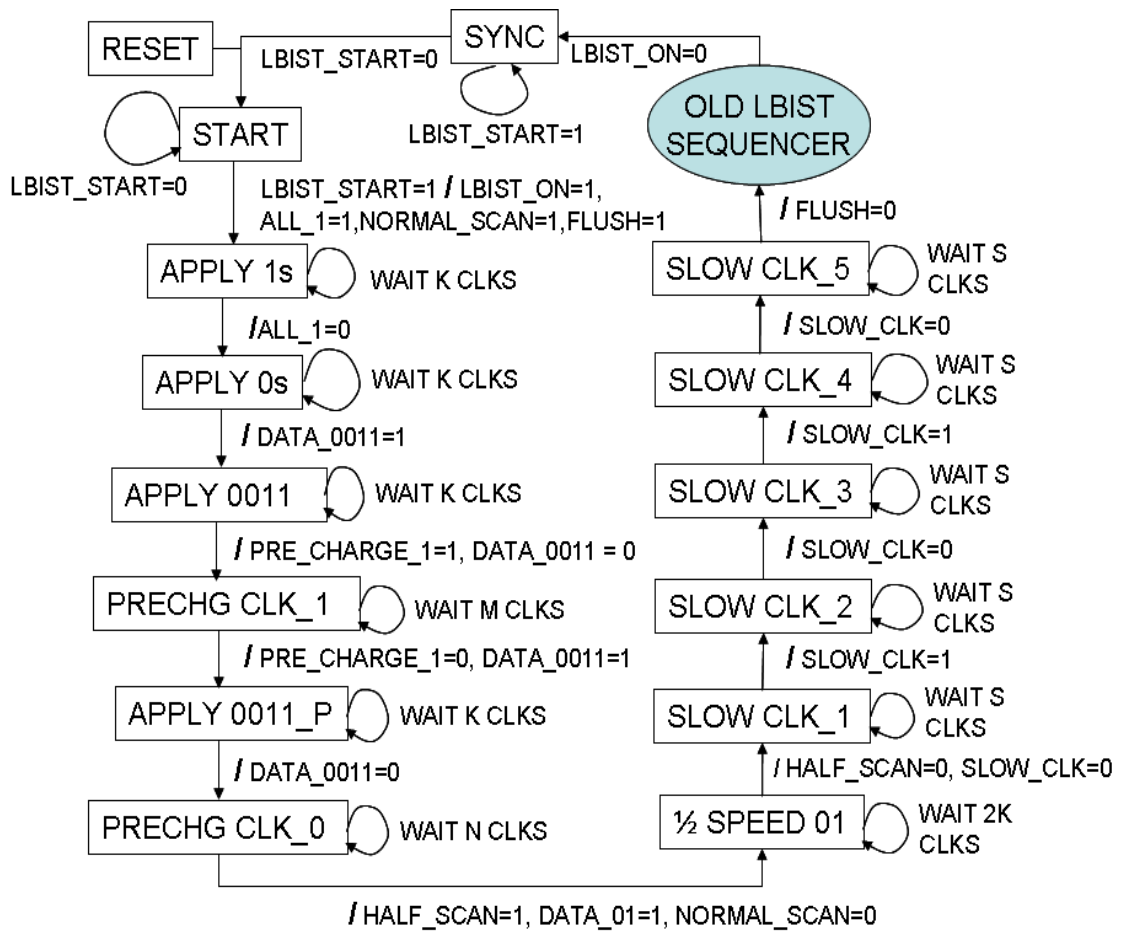 RESET
SYNC
LBIST_START=0
LBIST_ON=0
LBIST_START=1
START
LBIST_START=0
LBIST_START=1 / LBIST_ON=1,
ALL_1=1,NORMAL_SCAN=1,FLUSH=1
APPLY 1s
WAIT K CLKS
/ALL_1=0
APPLY 0s
WAIT K CLKS
/ DATA_0011=1
APPLY 0011
WAIT K CLKS
/ PRE_CHARGE_1=1, DATA_0011 = 0
PRECHG CLK_1
WAIT M CLKS
/ PRE_CHARGE_1=0, DATA_0011=1
APPLY 0011_P
WAIT K CLKS
/ DATA_0011=0
PRECHG CLK_0
WAIT N CLKS
/ HALF_SCAN=1, DATA_01=1, NORMAL_SCAN=0
½ SPEED 01
WAIT 2K
CLKS
/ HALF_SCAN=0, SLOW_CLK=0
SLOW CLK_1
WAIT S
CLKS
/ SLOW_CLK=1
SLOW CLK_2
WAIT S
CLKS
/ SLOW_CLK=0
SLOW CLK_3
WAIT S
CLKS
/ SLOW_CLK=1
SLOW CLK_4
WAIT S
CLKS
/ SLOW_CLK=0
SLOW CLK_5
WAIT S
CLKS
/ FLUSH=0
OLD LBIST
SEQUENCER